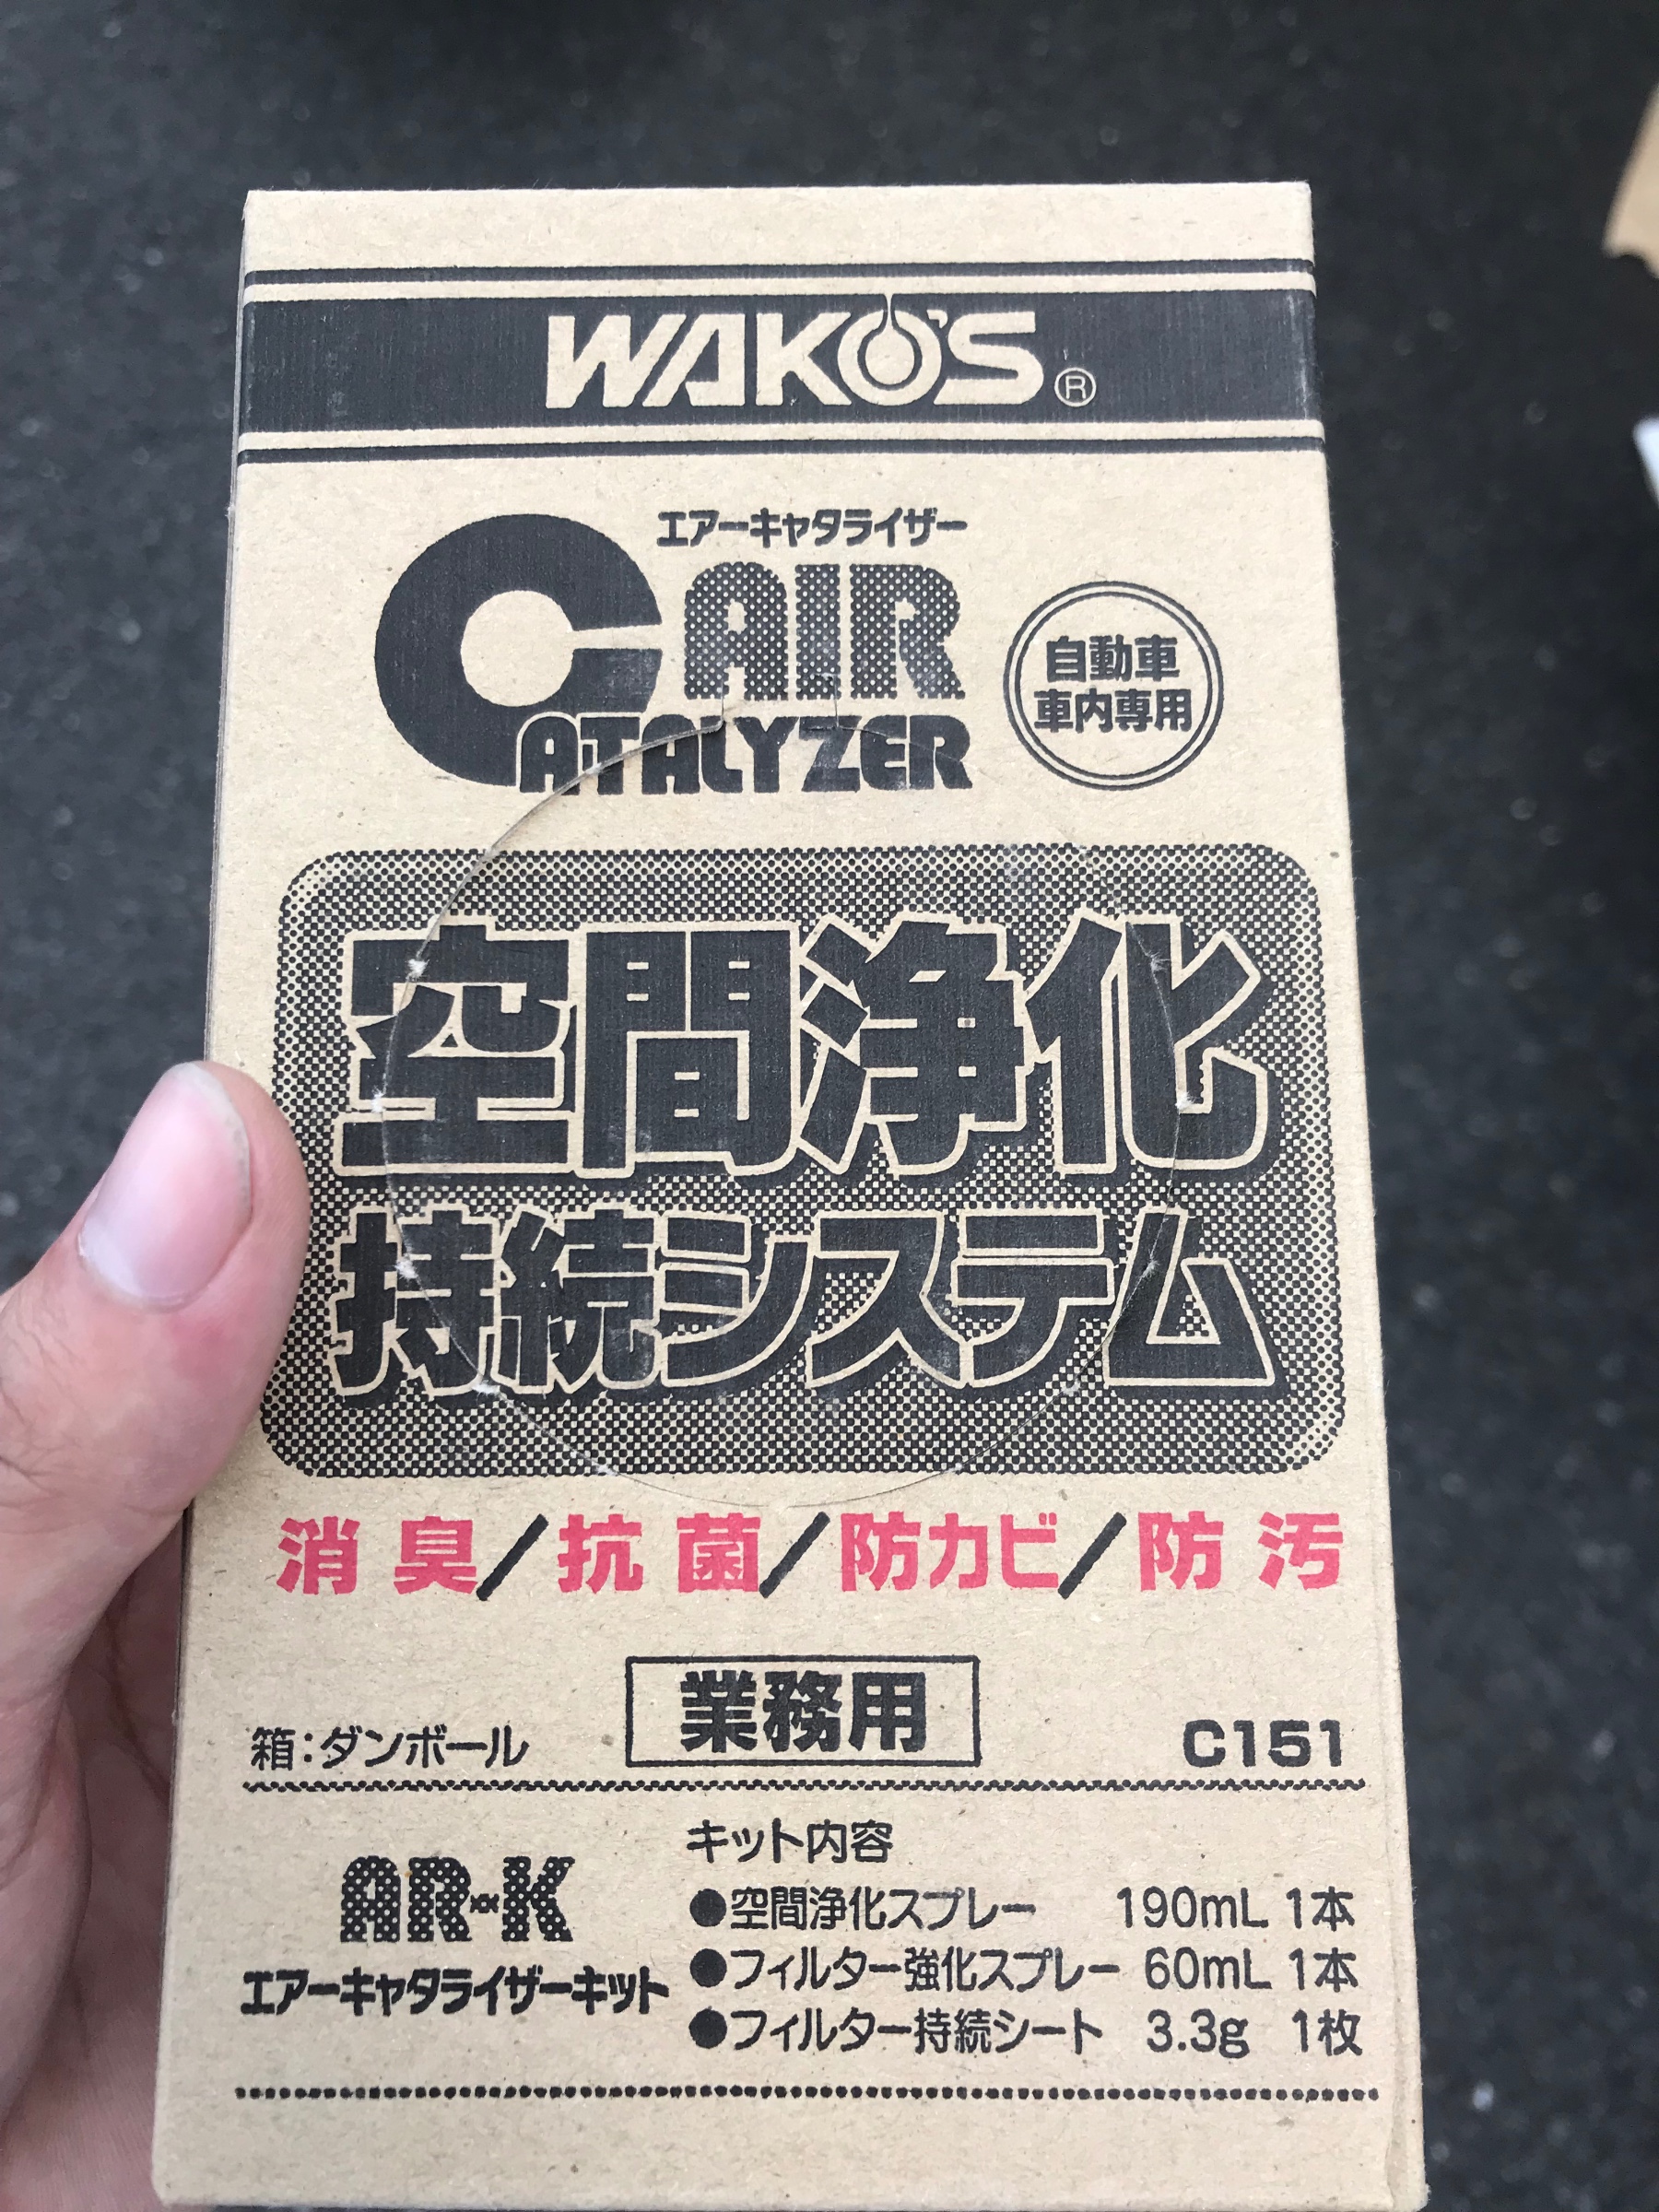 WAKO'S®
エアーキャタライザー
AIR
CATALYZER
自動車
車内専用
空間浄化
持続システム
消臭/抗菌/防カビ/防汚
業務用
箱:ダンボール
C151
AR-K
エアーキャタライザーキット
キット内容
●空間浄化スプレー 190mL 1本
●フィルター強化スプレー 60mL 1本
●フィルター持続シート 3.3g 1枚